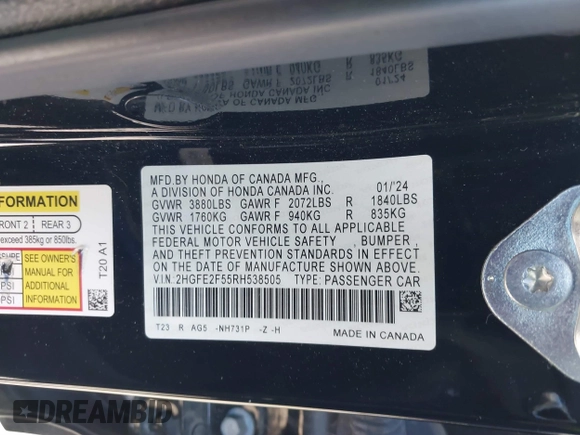 MFD.BY HONDA OF CANADA MFG.,
A DIVISION OF HONDA CANADA INC. 01/'24
GVWR 3880LBS GAWR F 2072LBS R 1840LBS
GVWR 1760KG GAWR F 940KG R 835KG
THIS VEHICLE CONFORMS TO ALL APPLICABLE
FEDERAL MOTOR VEHICLE SAFETY , BUMPER ,
AND THEFT PREVENTION STANDARDS IN EFFECT ON
THE DATE OF MANUFACTURE SHOWN ABOVE.
V.I.N. 2HGFE2F55RH538505 TYPE: PASSENGER CAR
T23 R AG5 -NH731P -Z -H
MADE IN CANADA
FORMATION
FRONT 2 REAR 3
exceed 385kg or 850lbs.
SEE OWNER'S
MANUAL FOR
ADDITIONAL
INFORMATION
PSI
PSI
T20 A1
DREAMBID